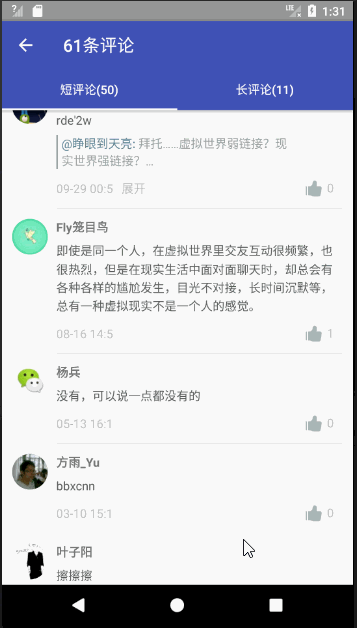 LTE 1:31
61条评论
短评论(50) 长评论(11)
rde'2w
@睁眼到天亮: 拜托......虚拟世界弱链接？现
实世界强链接？...
09-29 00:5 展开 0
Fly笼目鸟
即使是同一个人，在虚拟世界里交友互动很频繁，也
很热烈，但是在现实生活中面对面聊天时，却总会有
各种各样的尴尬发生，目光不对接，长时间沉默等，
总有一种虚拟现实不是一个人的感觉。
08-16 14:5 1
杨兵
没有，可以说一点都没有的
05-13 16:1 0
方雨_Yu
bbxcnn
03-10 15:1 0
叶子阳
擦擦擦